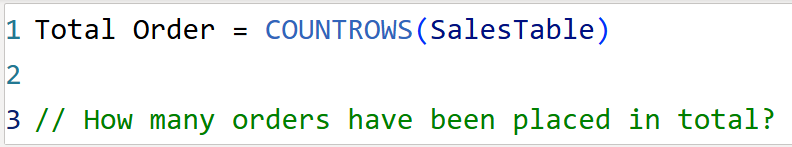 1 Total Order = COUNTROWS(SalesTable)
2
3 // How many orders have been placed in total?